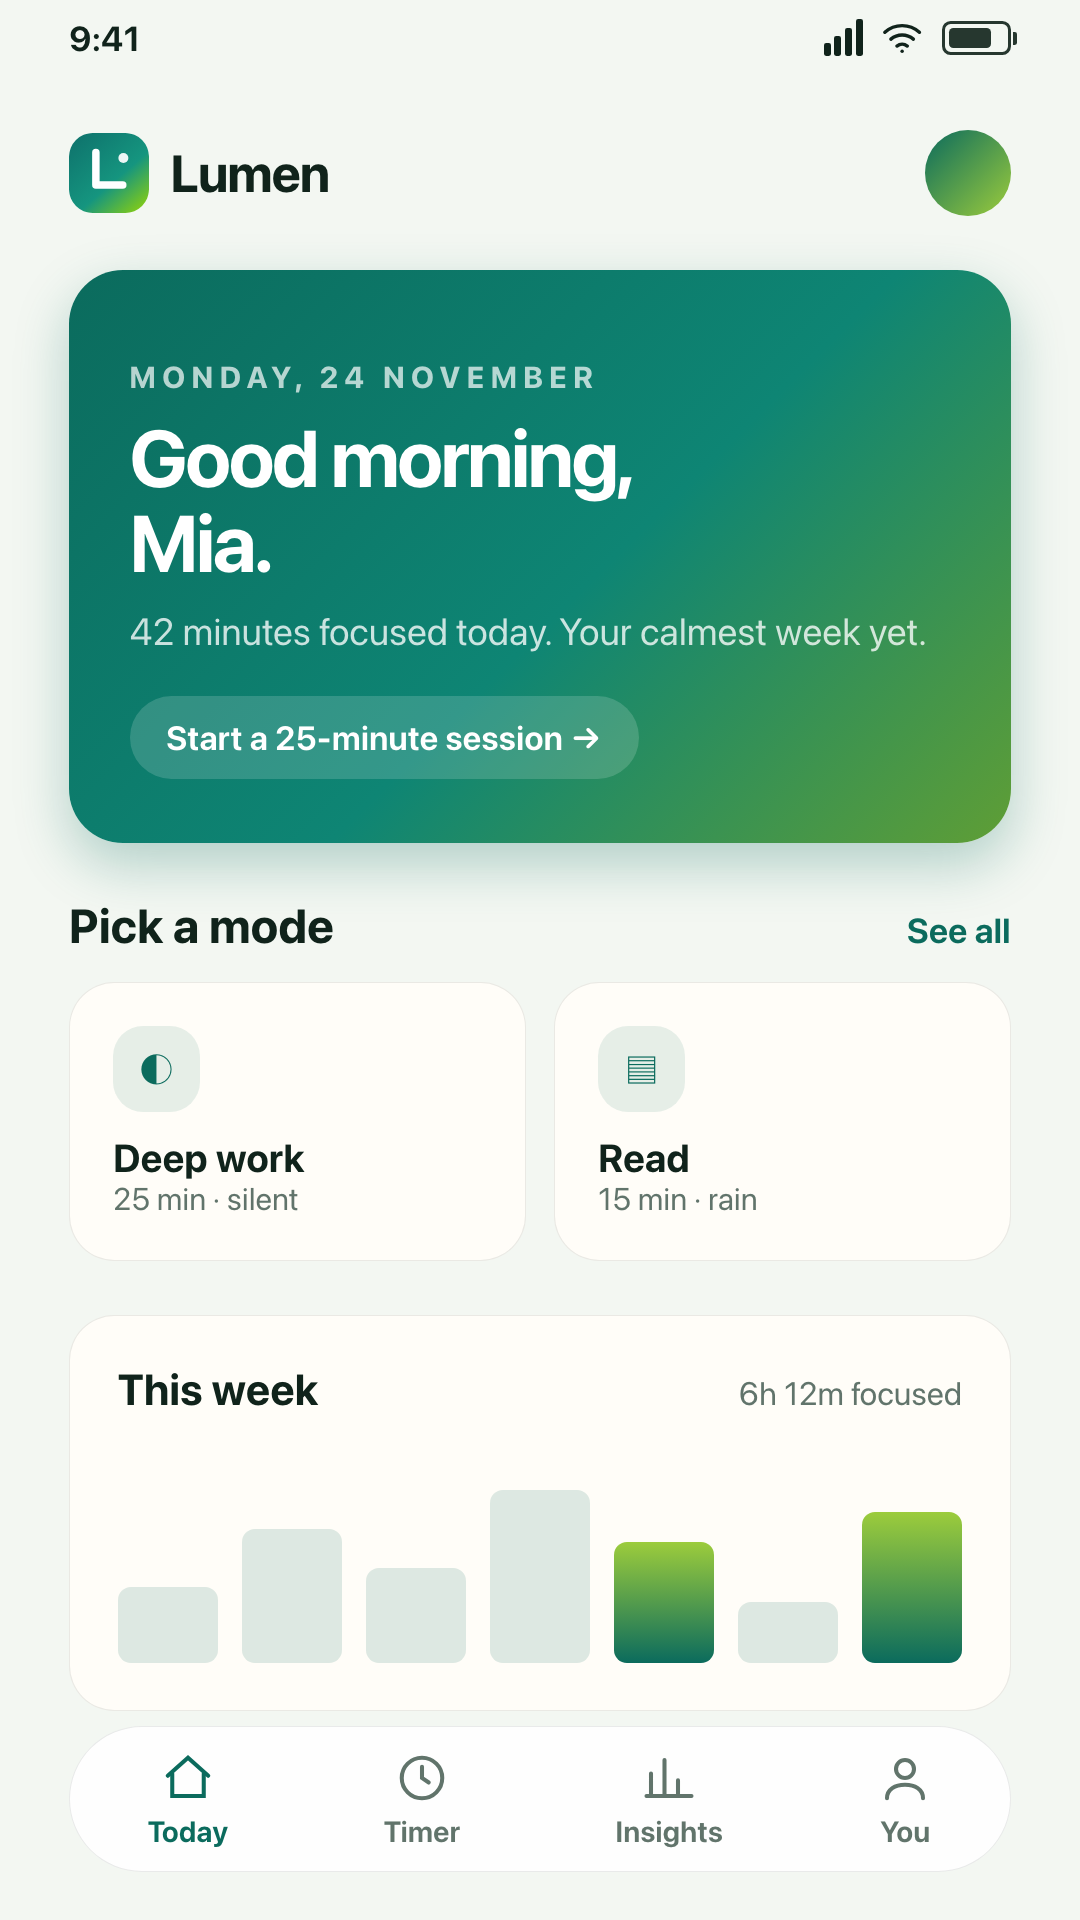 9:41
Lumen
MONDAY, 24 NOVEMBER
Good morning,
Mia.
42 minutes focused today. Your calmest week yet.
Start a 25-minute session →
Pick a mode
See all
Deep work
25 min · silent
Read
15 min · rain
This week
6h 12m focused
Today
Timer
Insights
You